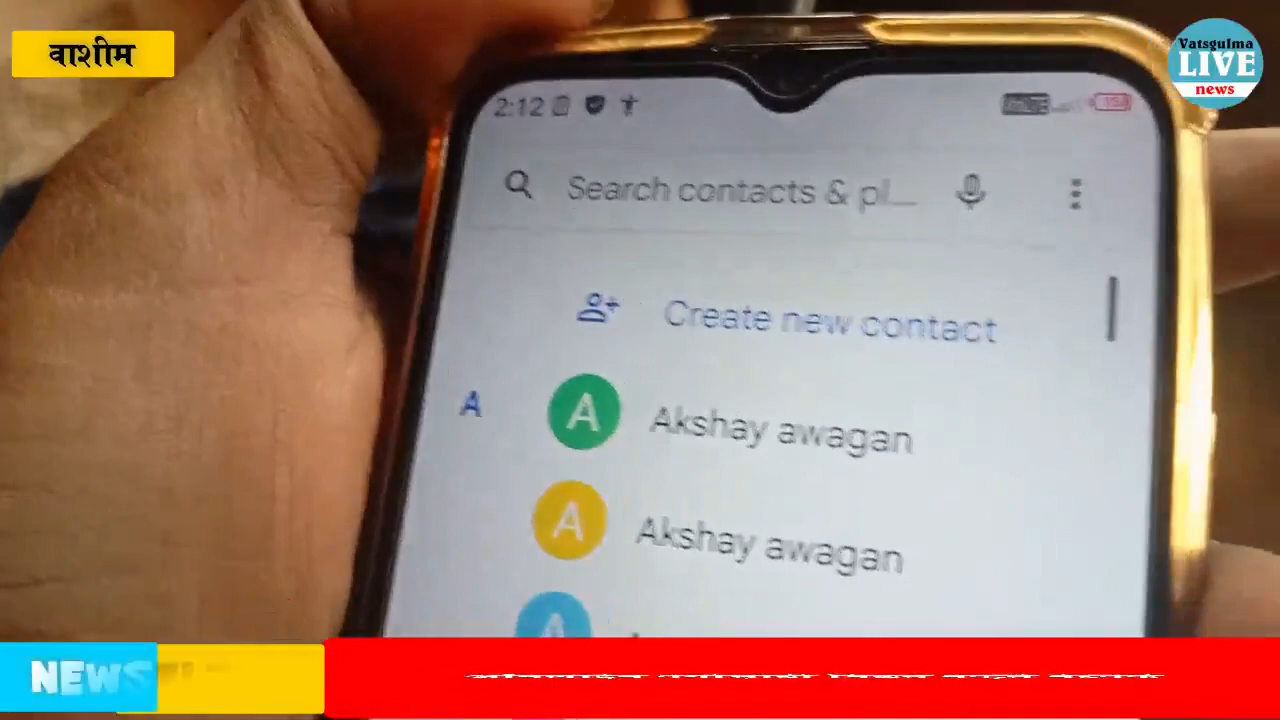 वाशीम
Vatsgulma
LIVE
news
2:12
Search contacts & pl...
Create new contact
A
A
Akshay awagan
A
Akshay awagan
A
NEWS